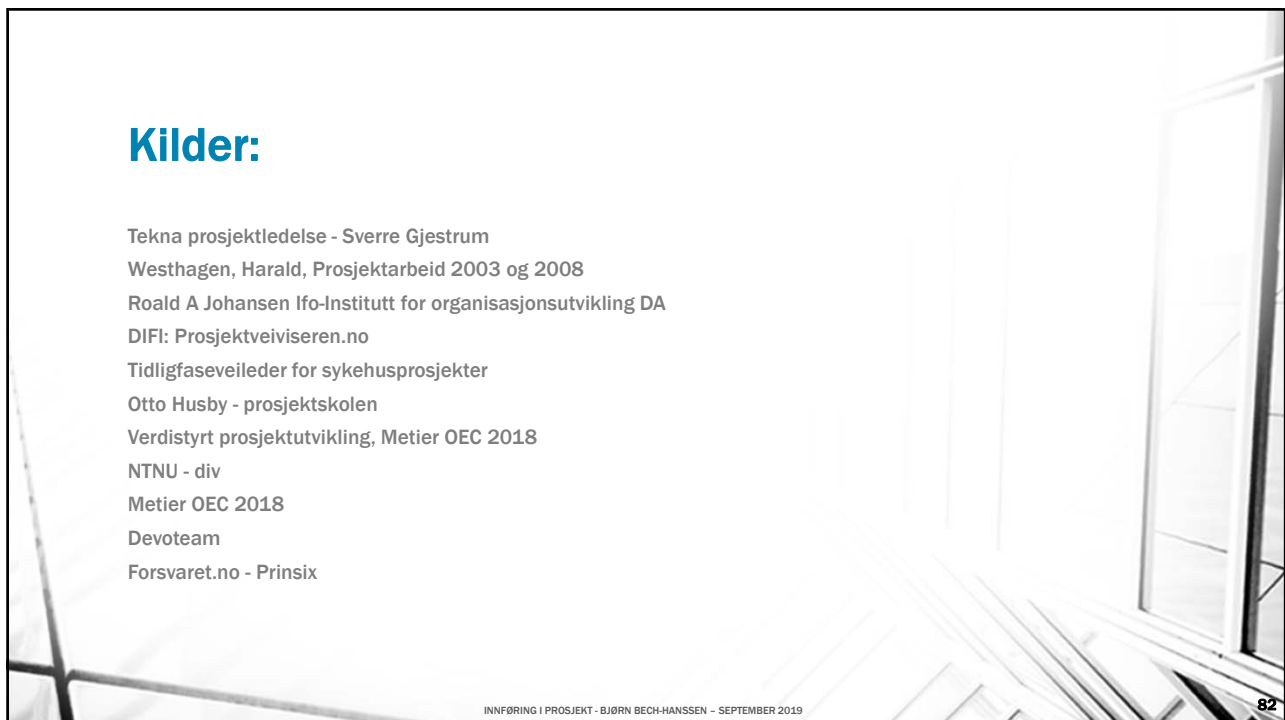 Kilder:
Tekna prosjektledelse - Sverre Gjestrum
Westhagen, Harald, Prosjektarbeid 2003 og 2008
Roald A Johansen Ifo-Institutt for organisasjonsutvikling DA
DIFI: Prosjektveiviseren.no
Tidligfaseveileder for sykehusprosjekter
Otto Husby - prosjektskolen
Verdistyrt prosjektutvikling, Metier OEC 2018
NTNU - div
Metier OEC 2018
Devoteam
Forsvaret.no - Prinsix
INNFØRING I PROSJEKT - BJØRN BECH-HANSSEN – SEPTEMBER 2019
82